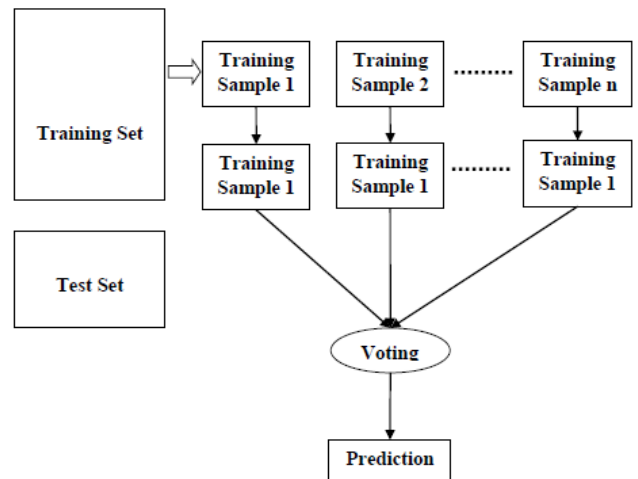 Training Set
Training
Sample 1
Training
Sample 2
.........
Training
Sample n
Training
Sample 1
Training
Sample 1
.........
Training
Sample 1
Test Set
Voting
Prediction